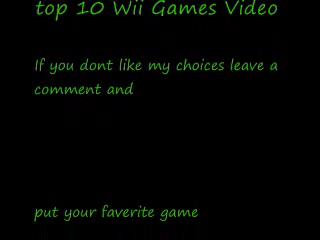 top 10 Wii Games Video
If you dont like my choices leave a
comment and
put your faverite game